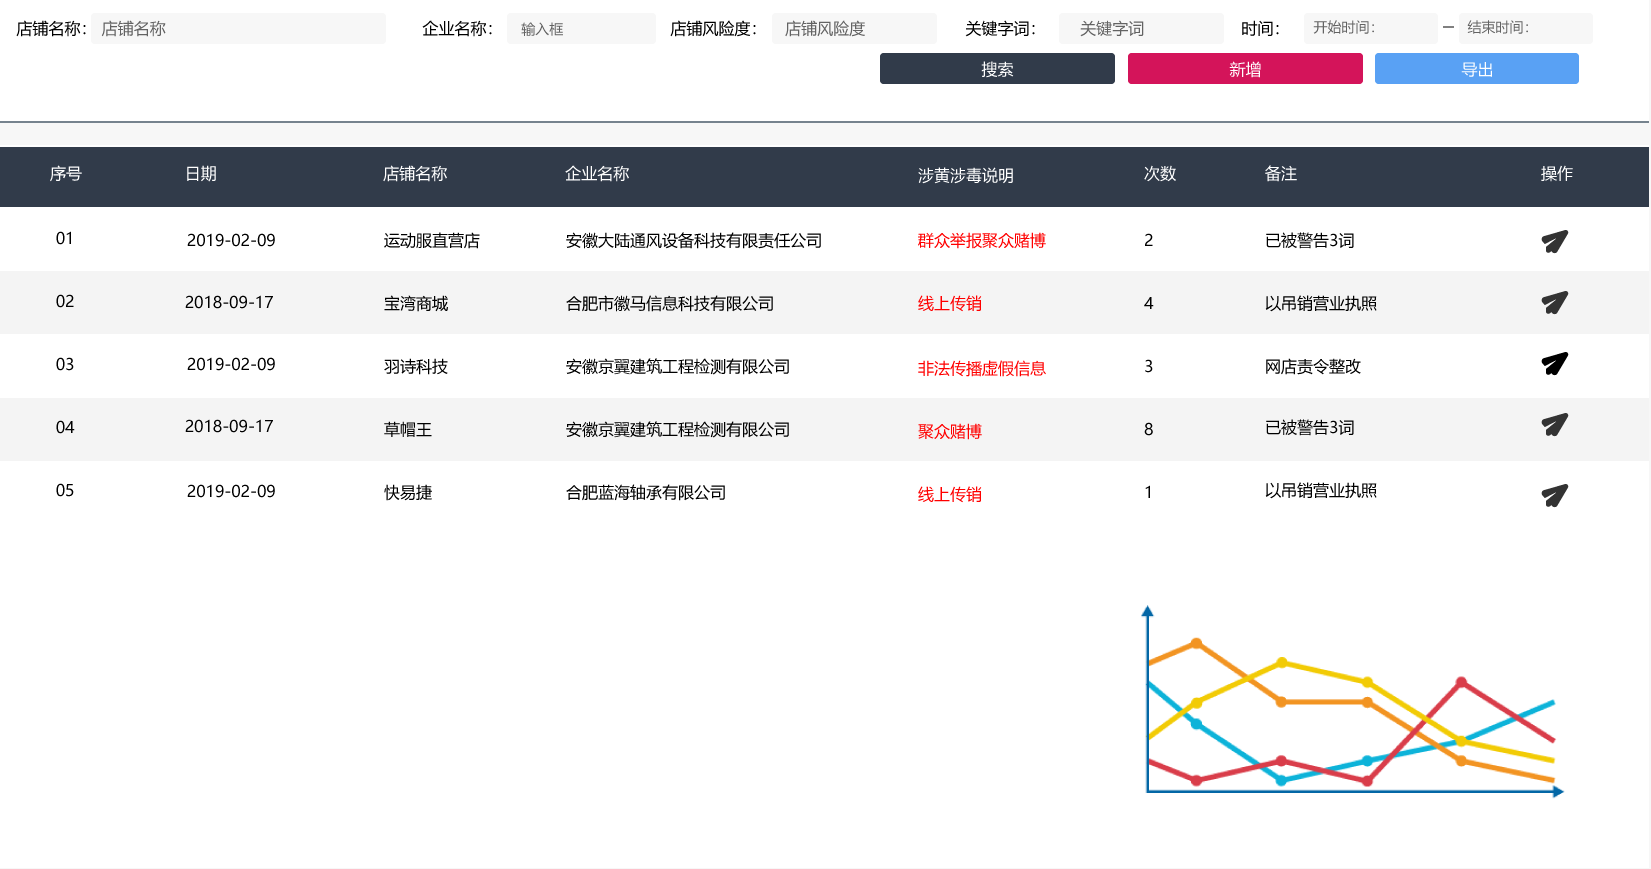 店铺名称： 店铺名称 企业名称： 输入框 店铺风险度： 店铺风险度 关键字词： 关键字词 时间： 开始时间： — 结束时间：
搜索 新增 导出
序号 日期 店铺名称 企业名称 涉黄涉毒说明 次数 备注 操作
01 2019-02-09 运动服直营店 安徽大陆通风设备科技有限责任公司 群众举报聚众赌博 2 已被警告3词
02 2018-09-17 宝湾商城 合肥市徽马信息科技有限公司 线上传销 4 以吊销营业执照
03 2019-02-09 羽诗科技 安徽京翼建筑工程检测有限公司 非法传播虚假信息 3 网店责令整改
04 2018-09-17 草帽王 安徽京翼建筑工程检测有限公司 聚众赌博 8 已被警告3词
05 2019-02-09 快易捷 合肥蓝海轴承有限公司 线上传销 1 以吊销营业执照